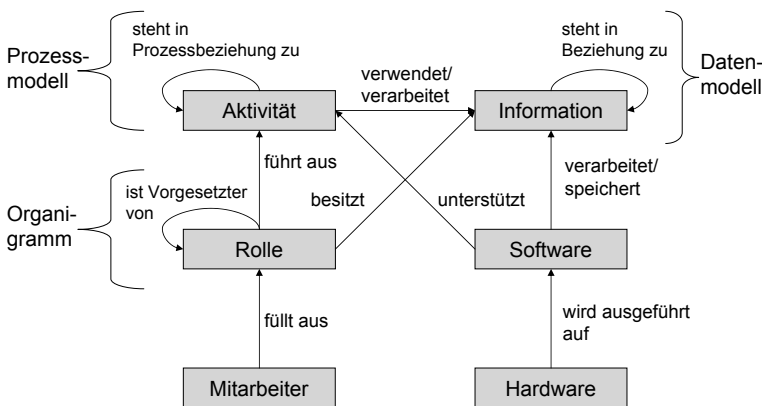 steht in
Prozessbeziehung zu
steht in
Beziehung zu
Prozess-
modell
Daten-
modell
verwendet/
verarbeitet
Aktivität
Information
führt aus
verarbeitet/
speichert
ist Vorgesetzter
von
besitzt
unterstützt
Organi-
gramm
Rolle
Software
füllt aus
wird ausgeführt
auf
Mitarbeiter
Hardware